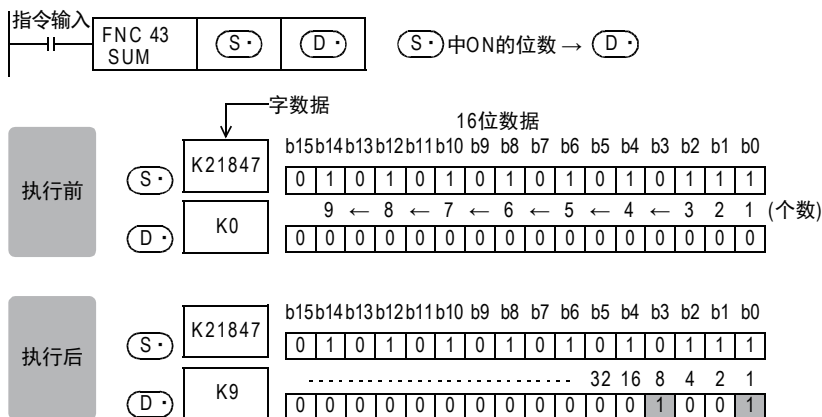 指令输入
FNC 43
SUM
S· D· S·中ON的位数 → D·
字数据
16位数据
执行前
b15 b14 b13 b12 b11 b10 b9 b8 b7 b6 b5 b4 b3 b2 b1 b0
S· K21847 0 1 0 1 0 1 0 1 0 1 0 1 0 1 1 1
9 ← 8 ← 7 ← 6 ← 5 ← 4 ← 3 2 1 (个数)
D· K0 0 0 0 0 0 0 0 0 0 0 0 0 0 0 0 0
执行后
b15 b14 b13 b12 b11 b10 b9 b8 b7 b6 b5 b4 b3 b2 b1 b0
S· K21847 0 1 0 1 0 1 0 1 0 1 0 1 0 1 1 1
32 16 8 4 2 1
D· K9 0 0 0 0 0 0 0 0 0 0 0 0 1 0 0 1